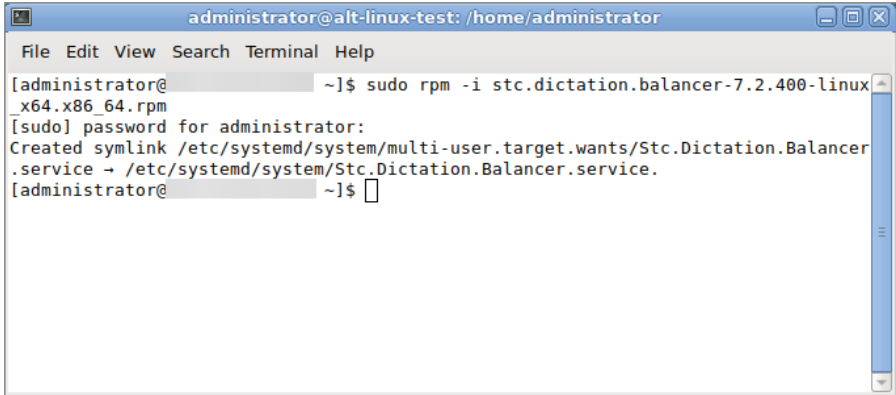 administrator@alt-linux-test: /home/administrator
File Edit View Search Terminal Help
[administrator@ ~]$ sudo rpm -i stc.dictation.balancer-7.2.400-linux
_x64.x86_64.rpm
[sudo] password for administrator:
Created symlink /etc/systemd/system/multi-user.target.wants/Stc.Dictation.Balancer
.service → /etc/systemd/system/Stc.Dictation.Balancer.service.
[administrator@ ~]$